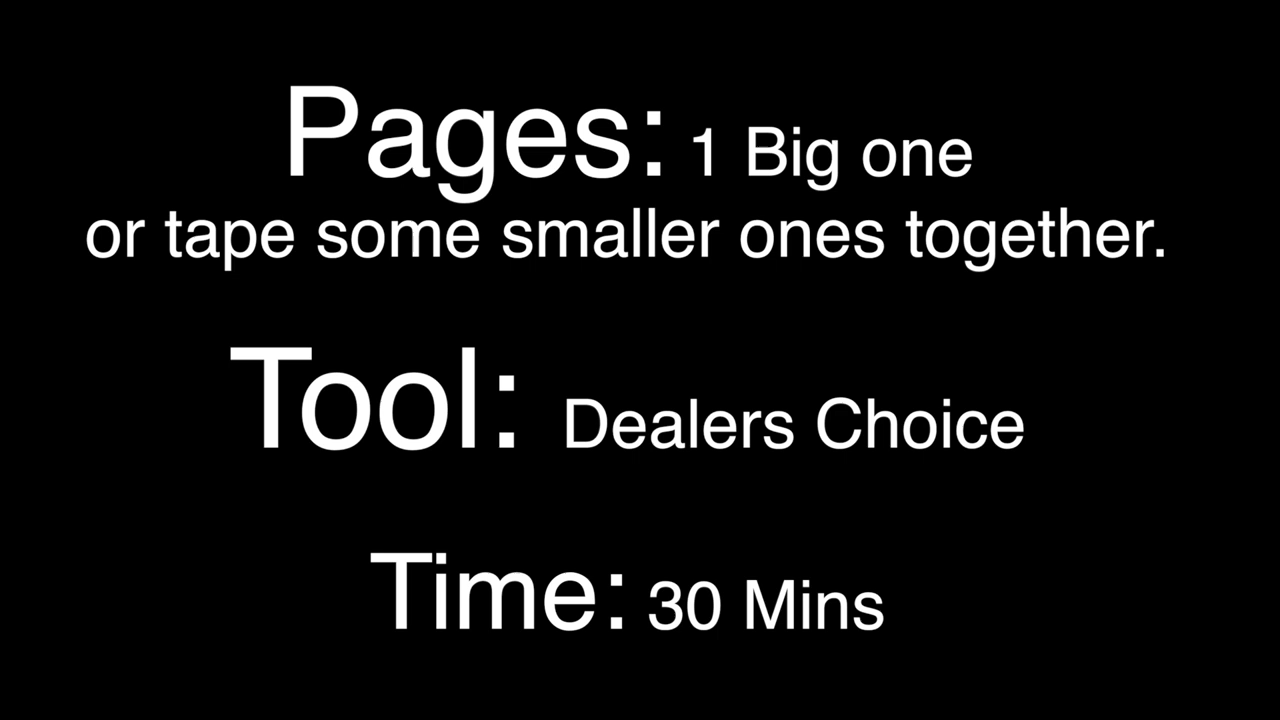 Pages: 1 Big one
or tape some smaller ones together.
Tool: Dealers Choice
Time: 30 Mins